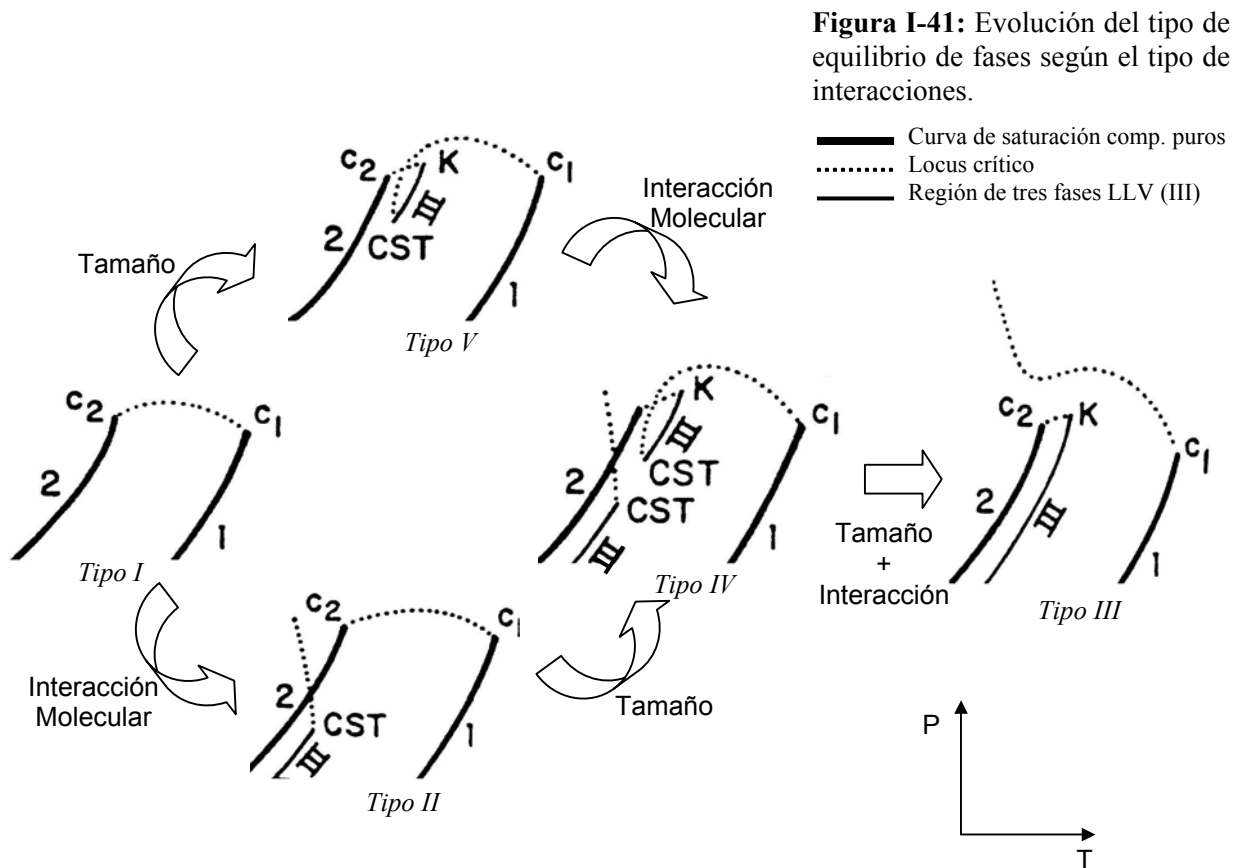 Figura I-41: Evolución del tipo de
equilibrio de fases según el tipo de
interacciones.
Curva de saturación comp. puros
Locus crítico
Región de tres fases LLV (III)
C2
K
C1
III
2
CST
1
Tipo V
Tamaño
Interacción
Molecular
C2
C1
2
1
Tipo I
K
C1
III
CST
2
CST
III
1
Tipo IV
Tamaño
+
Interacción
C2
K
C1
2
III
1
Tipo III
Interacción
Molecular
C2
C1
2
CST
III
1
Tipo II
Tamaño
P
T